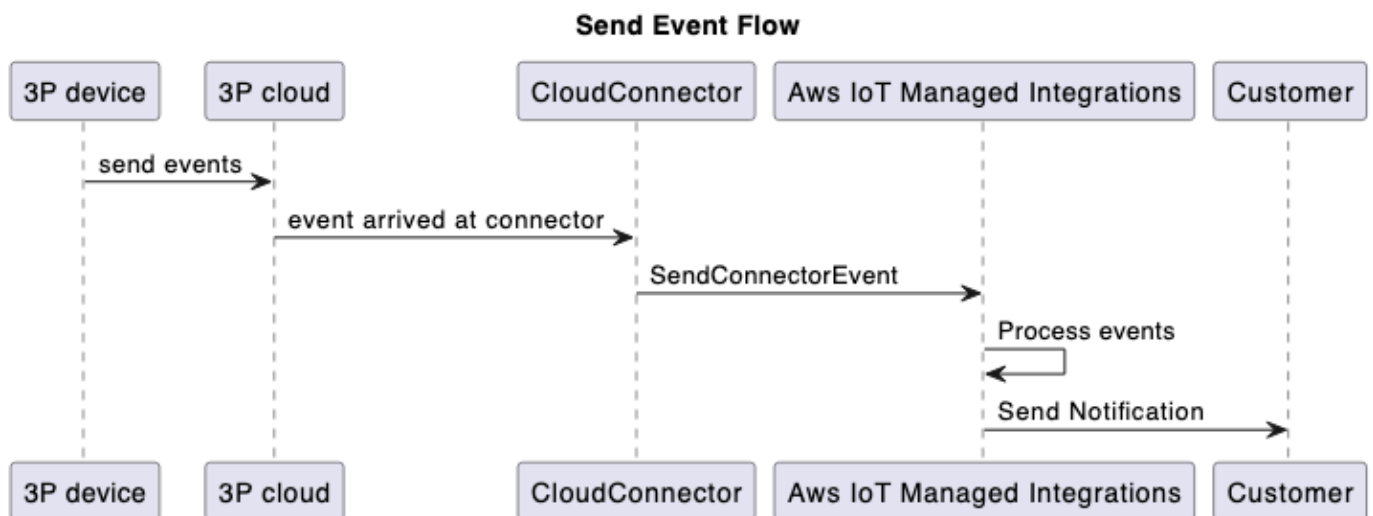 Send Event Flow
3P device 3P cloud CloudConnector Aws IoT Managed Integrations Customer
send events
event arrived at connector
SendConnectorEvent
Process events
Send Notification
3P device 3P cloud CloudConnector Aws IoT Managed Integrations Customer